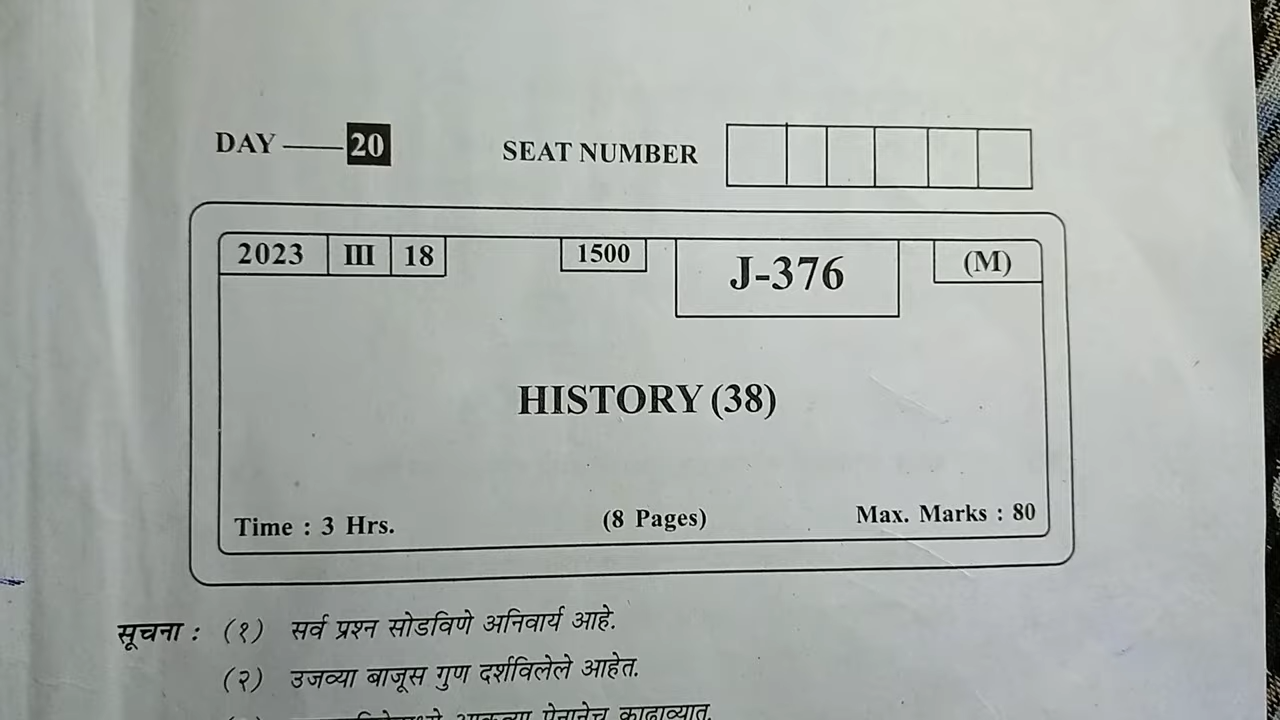 DAY 20 SEAT NUMBER
2023 III 18 1500 J-376 (M)
HISTORY (38)
Time : 3 Hrs. (8 Pages) Max. Marks : 80
सूचना : (१) सर्व प्रश्न सोडविणे अनिवार्य आहे.
(२) उजव्या बाजूस गुण दर्शविलेले आहेत.
पेनानेच काढाव्यात.